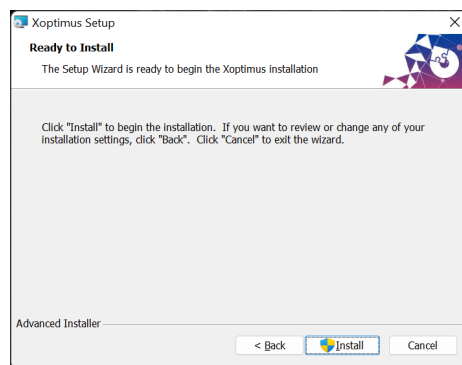 Xoptimus Setup
Ready to Install
The Setup Wizard is ready to begin the Xoptimus installation
Click "Install" to begin the installation. If you want to review or change any of your
installation settings, click "Back". Click "Cancel" to exit the wizard.
Advanced Installer
< Back Install Cancel